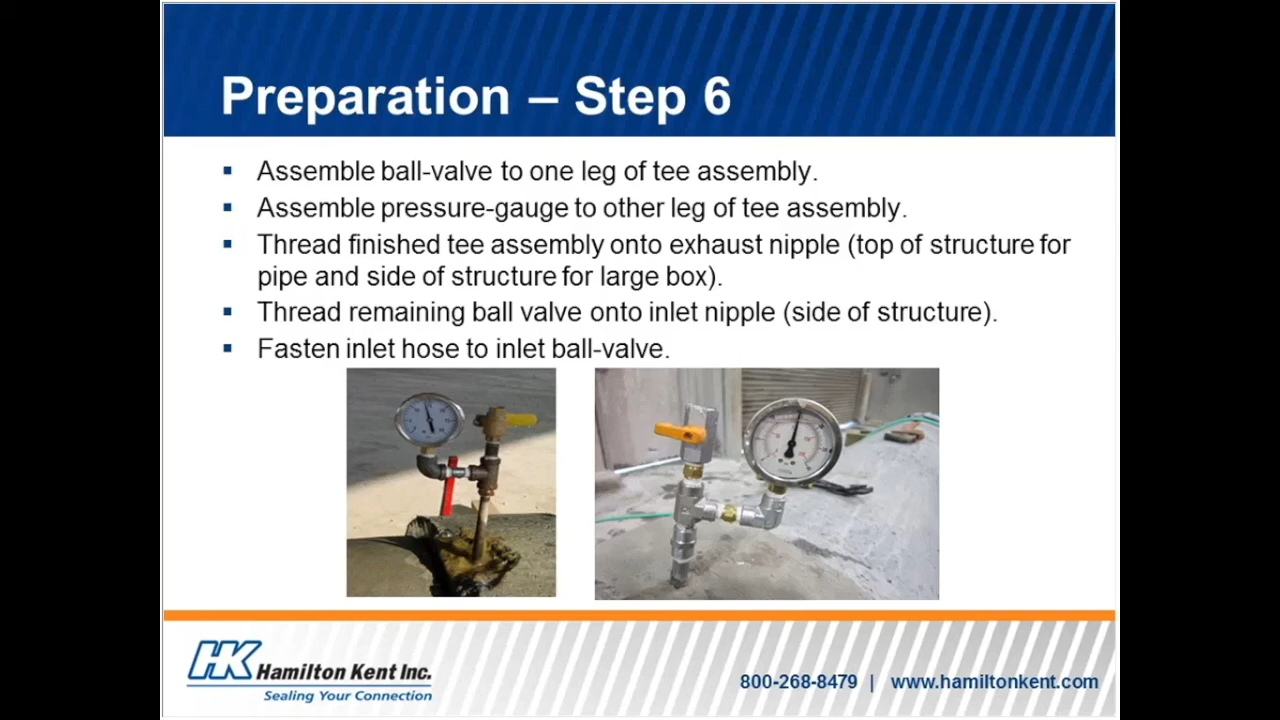 Preparation – Step 6
▪ Assemble ball-valve to one leg of tee assembly.
▪ Assemble pressure-gauge to other leg of tee assembly.
▪ Thread finished tee assembly onto exhaust nipple (top of structure for
pipe and side of structure for large box).
▪ Thread remaining ball valve onto inlet nipple (side of structure).
▪ Fasten inlet hose to inlet ball-valve.
HK Hamilton Kent Inc.
Sealing Your Connection
800-268-8479 | www.hamiltonkent.com